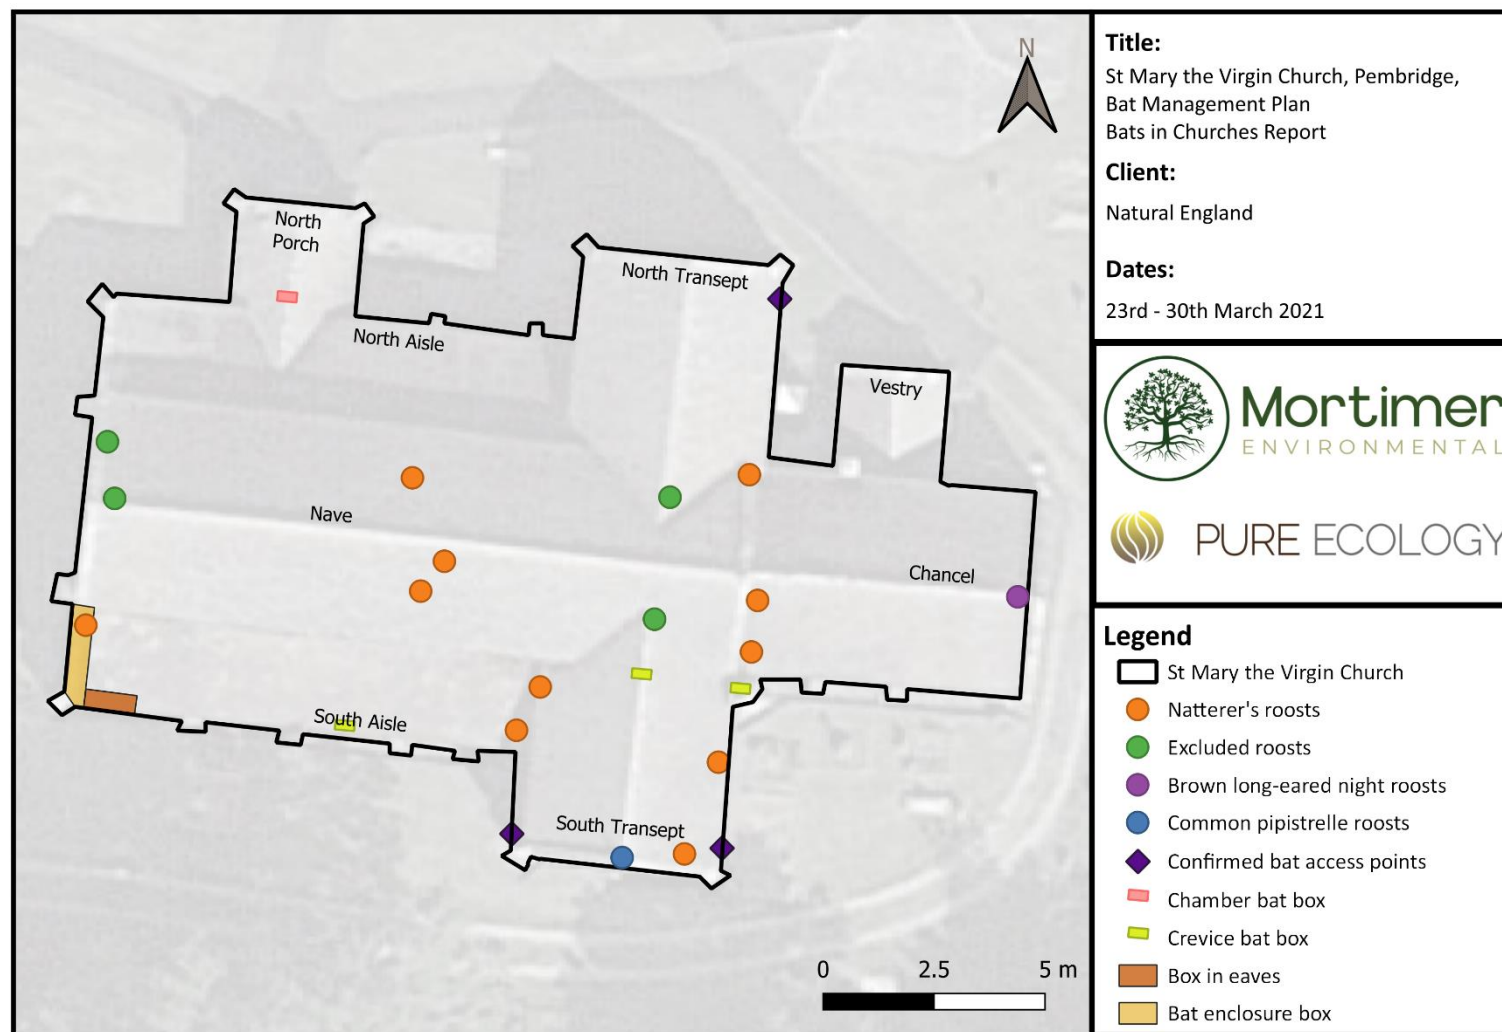 N
North
Porch
North Transept
North Aisle
Vestry
Nave
Chancel
South Aisle
South Transept
0 2.5 5 m
Title:
St Mary the Virgin Church, Pembridge,
Bat Management Plan
Bats in Churches Report
Client:
Natural England
Dates:
23rd - 30th March 2021
Mortimer
ENVIRONMENTAL
PURE ECOLOGY
Legend
St Mary the Virgin Church
Natterer's roosts
Excluded roosts
Brown long-eared night roosts
Common pipistrelle roosts
Confirmed bat access points
Chamber bat box
Crevice bat box
Box in eaves
Bat enclosure box